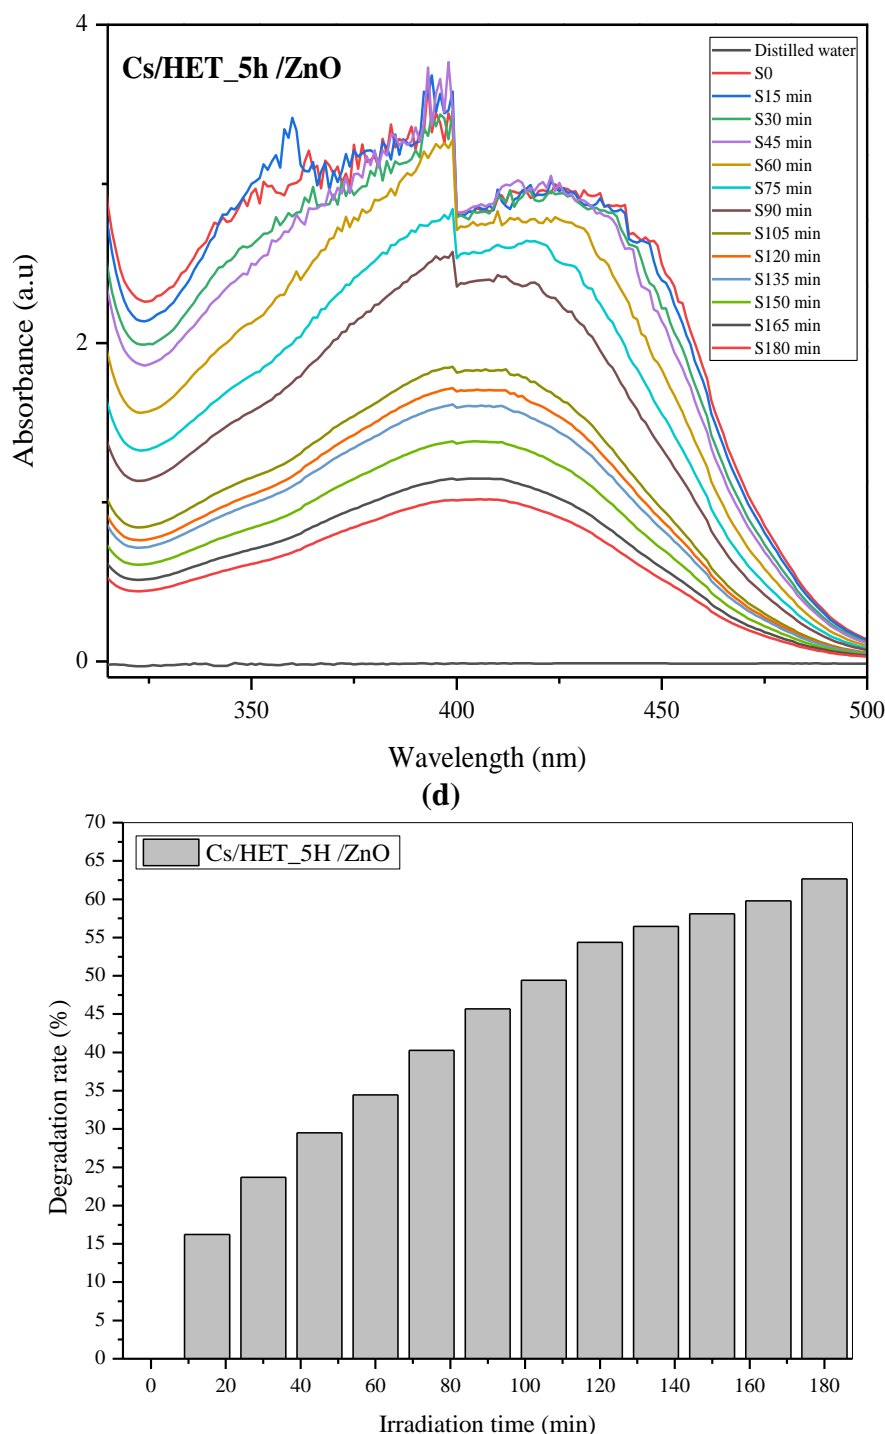 4
Cs/HET_5h /ZnO
Distilled water
S0
S15 min
S30 min
S45 min
S60 min
S75 min
S90 min
S105 min
S120 min
S135 min
S150 min
S165 min
S180 min
2
0
Absorbance (a.u)
350 400 450 500
Wavelength (nm)
(d)
70
65
60
55
50
45
40
35
30
25
20
15
10
5
0
Cs/HET_5H /ZnO
Degradation rate (%)
0 20 40 60 80 100 120 140 160 180
Irradiation time (min)